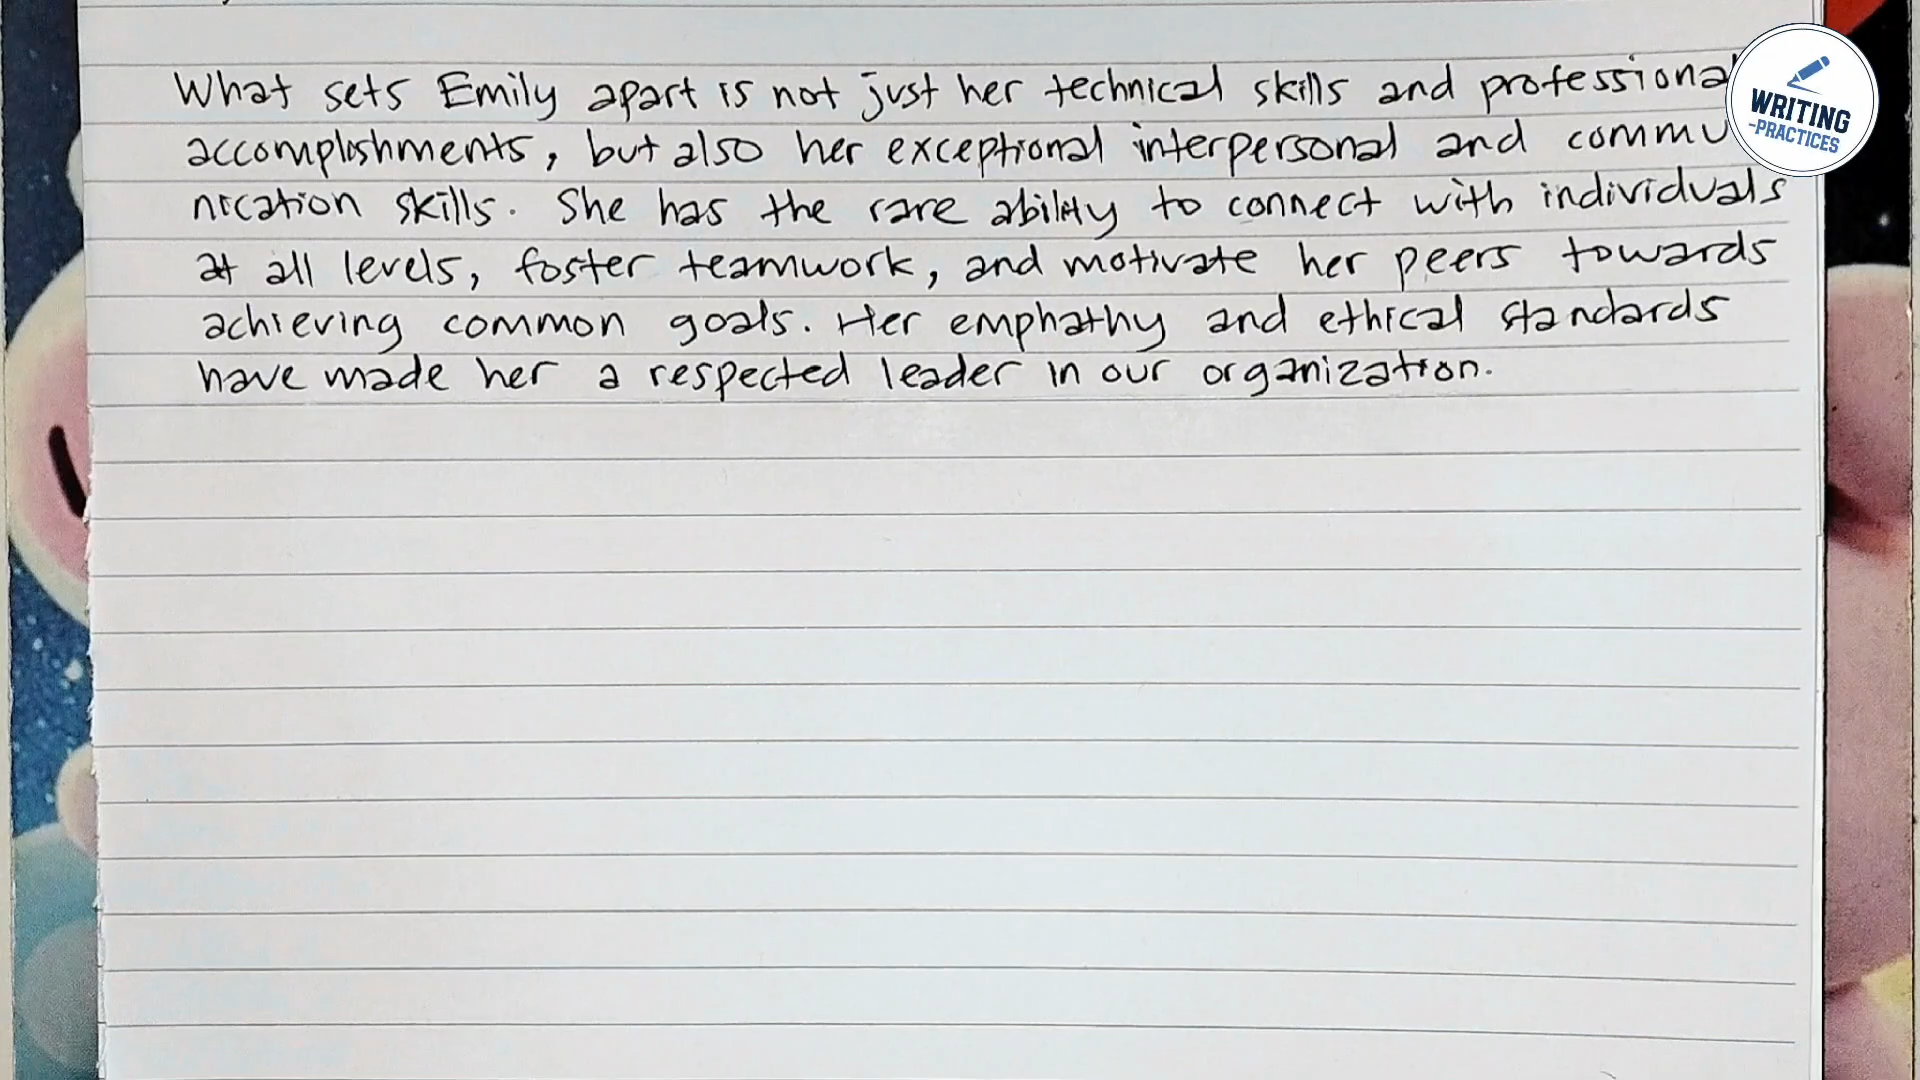 What sets Emily apart is not just her technical skills and professional
accomplishments, but also her exceptional interpersonal and commu
nication skills. She has the rare ability to connect with individuals
at all levels, foster teamwork, and motivate her peers towards
achieving common goals. Her emphathy and ethical standards
have made her a respected leader in our organization.
WRITING
-PRACTICES